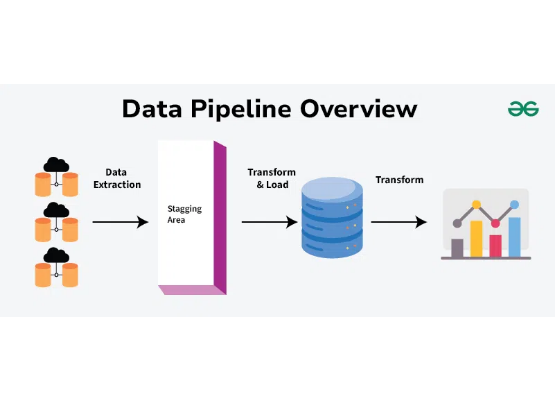 Data Pipeline Overview
Data
Extraction
Stagging
Area
Transform
& Load
Transform